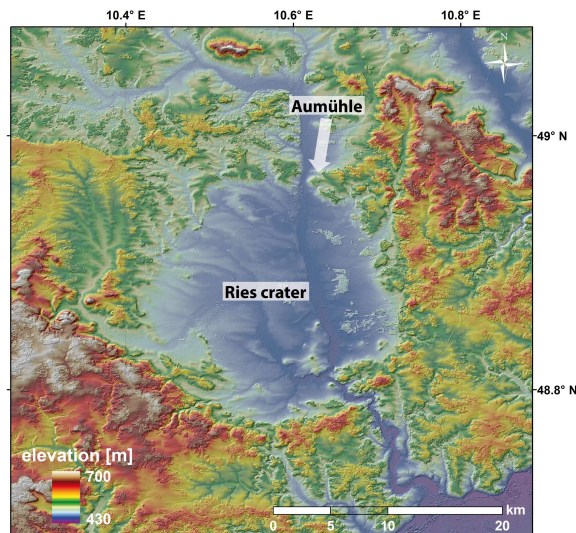 10.4° E 10.6° E 10.8° E
N
Aumühle
49° N
Ries crater
48.8° N
elevation [m]
700
430
km
0 5 10 20